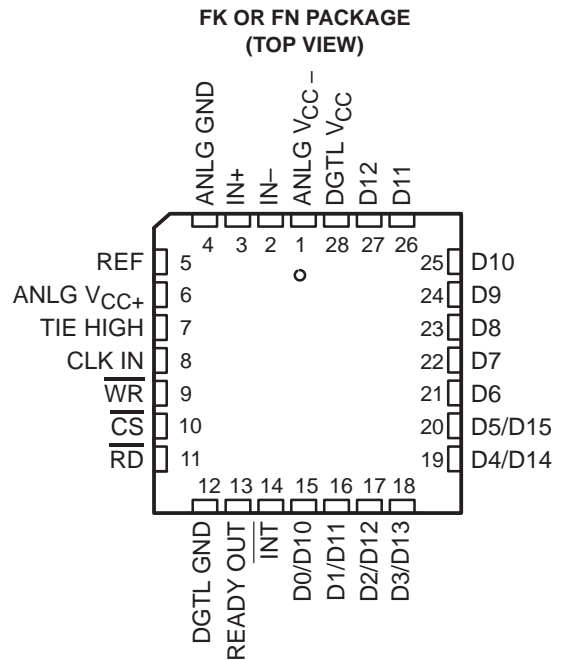 FK OR FN PACKAGE
(TOP VIEW)
ANLG GND
IN+
IN–
ANLG VCC –
DGTL VCC
D12
D11
4 3 2 1 28 27 26
REF 5
ANLG VCC+ 6
TIE HIGH 7
CLK IN 8
WR 9
CS 10
RD 11
25 D10
24 D9
23 D8
22 D7
21 D6
20 D5/D15
19 D4/D14
12 13 14 15 16 17 18
DGTL GND
READY OUT
INT
D0/D10
D1/D11
D2/D12
D3/D13